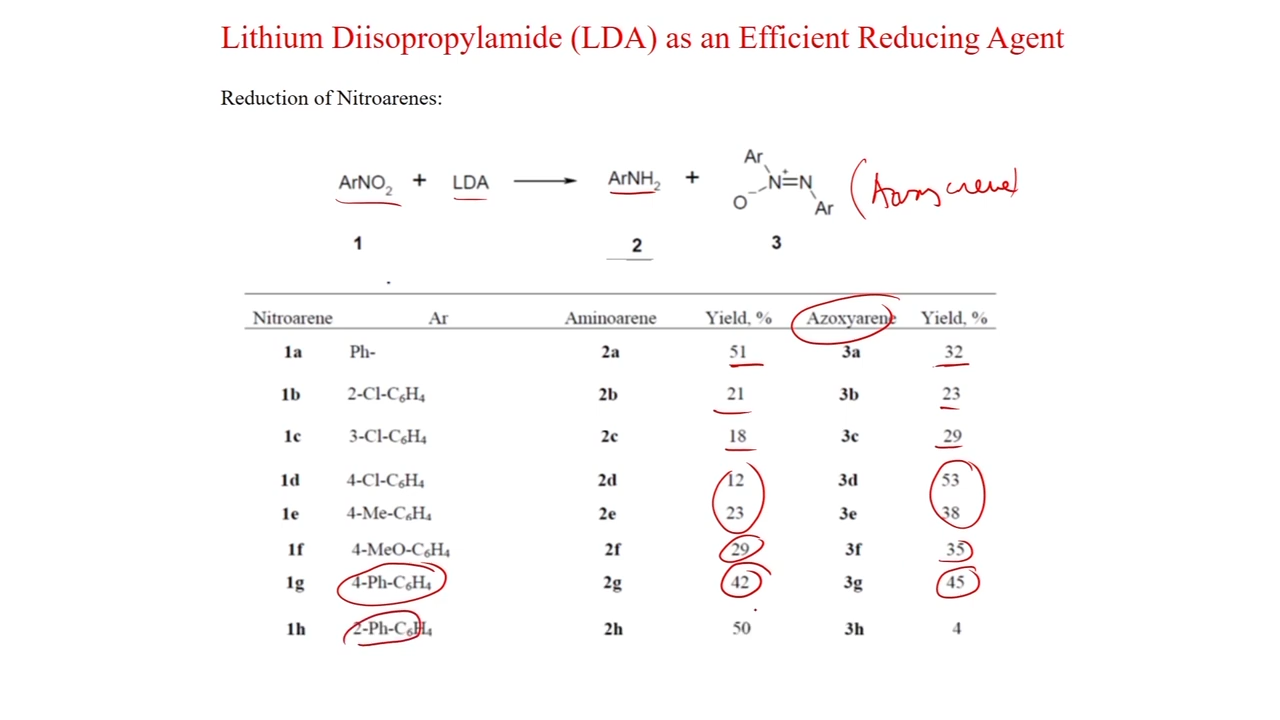 Lithium Diisopropylamide (LDA) as an Efficient Reducing Agent
Reduction of Nitroarenes:
ArNO2 + LDA ArNH2 + Ar N+=N O− Ar
1 2 3
Nitroarene Ar Aminoarene Yield, % Azoxyarene Yield, %
1a Ph- 2a 51 3a 32
1b 2-Cl-C6H4 2b 21 3b 23
1c 3-Cl-C6H4 2c 18 3c 29
1d 4-Cl-C6H4 2d 12 3d 53
1e 4-Me-C6H4 2e 23 3e 38
1f 4-MeO-C6H4 2f 29 3f 35
1g 4-Ph-C6H4 2g 42 3g 45
1h 2-Ph-C6H4 2h 50 3h 4